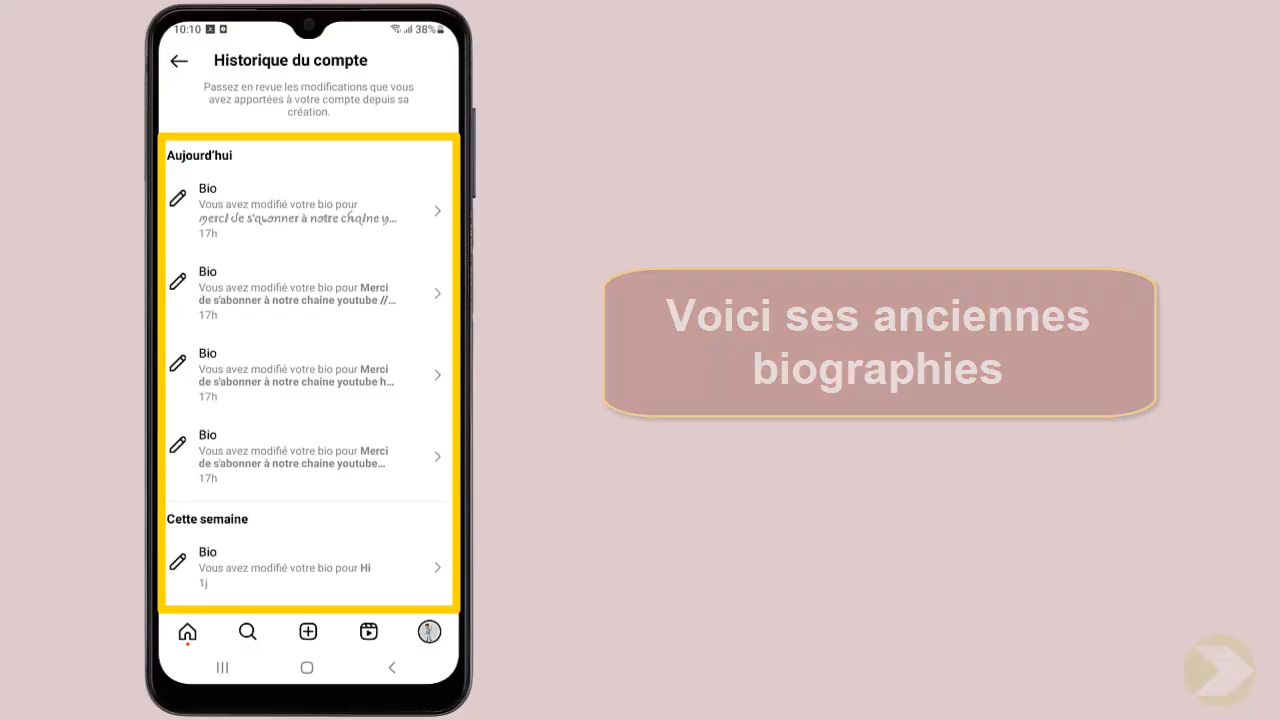 10:10
38%
Historique du compte
Passez en revue les modifications que vous
avez apportées à votre compte depuis sa
création.
Aujourd'hui
Bio
Vous avez modifié votre bio pour
merci de s'abonner à notre chaine y...
17h
Bio
Vous avez modifié votre bio pour Merci
de s'abonner à notre chaine youtube //...
17h
Bio
Vous avez modifié votre bio pour Merci
de s'abonner à notre chaine youtube h...
17h
Bio
Vous avez modifié votre bio pour Merci
de s'abonner à notre chaine youtube...
17h
Cette semaine
Bio
Vous avez modifié votre bio pour Hi
1j
Voici ses anciennes
biographies